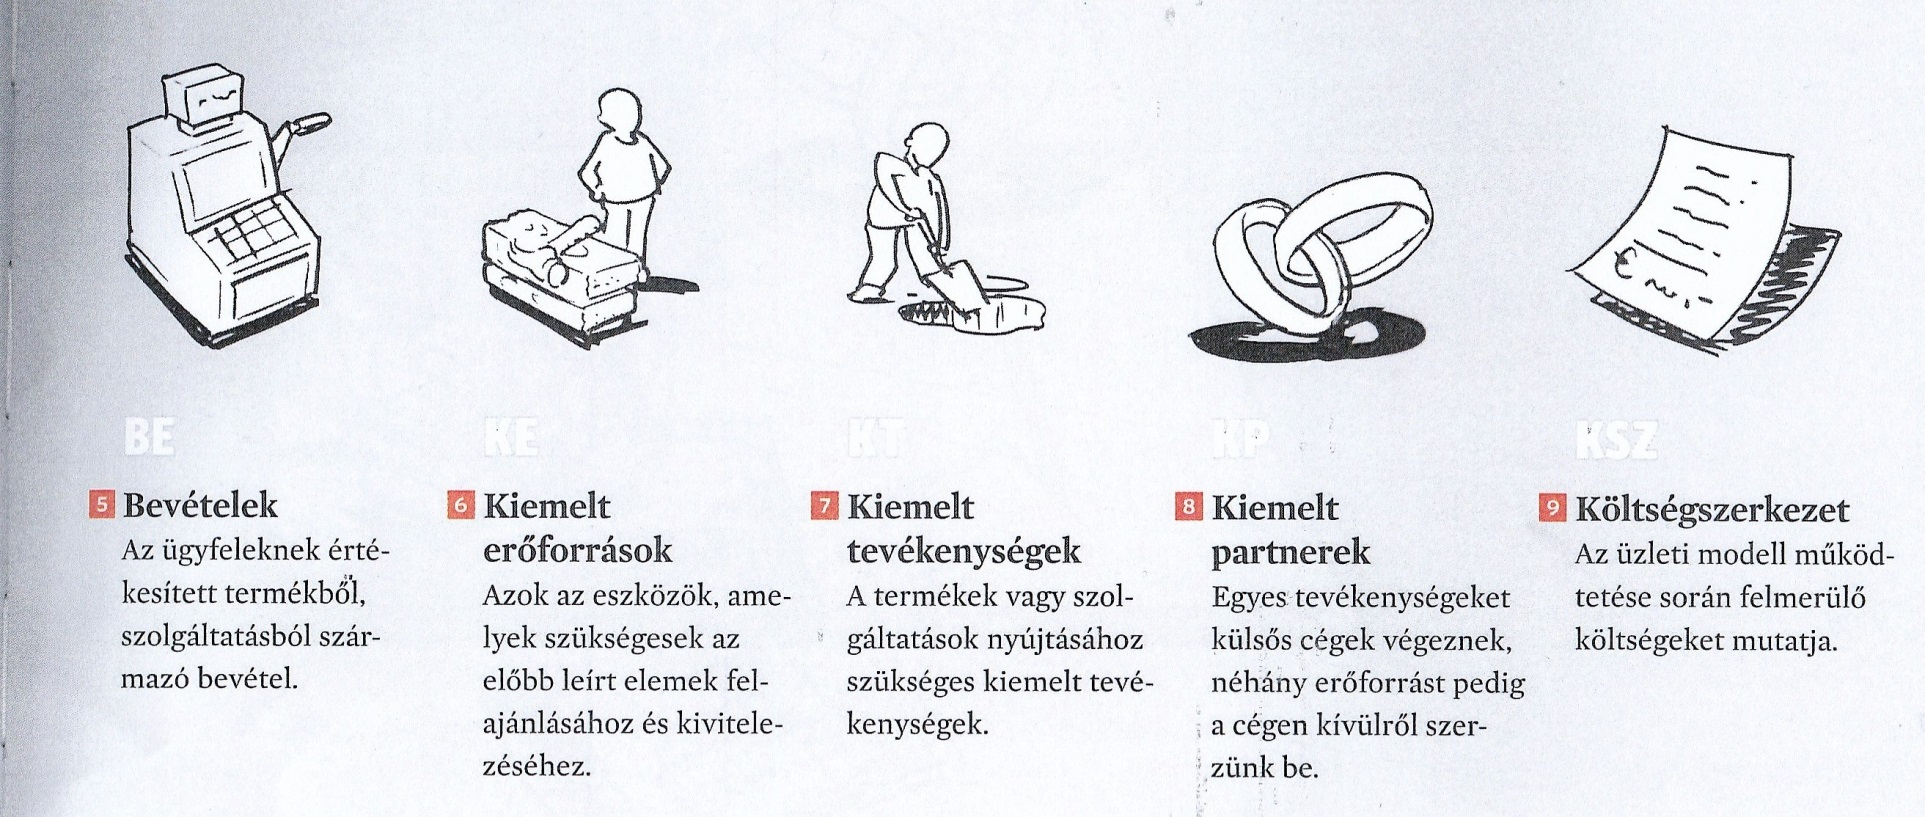 BE
5 Bevételek
Az ügyfeleknek érté-
kesített termékből,
szolgáltatásból szár-
mazó bevétel.
KE
6 Kiemelt
erőforrások
Azok az eszközök, ame-
lyek szükségesek az
előbb leírt elemek fel-
ajánlásához és kivitele-
zéséhez.
KT
7 Kiemelt
tevékenységek
A termékek vagy szol-
gáltatások nyújtásához
szükséges kiemelt tevé-
kenységek.
KP
8 Kiemelt
partnerek
Egyes tevékenységeket
külsős cégek végeznek,
néhány erőforrást pedig
a cégen kívülről szer-
zünk be.
€
KSZ
9 Költségszerkezet
Az üzleti modell működ-
tetése során felmerülő
költségeket mutatja.